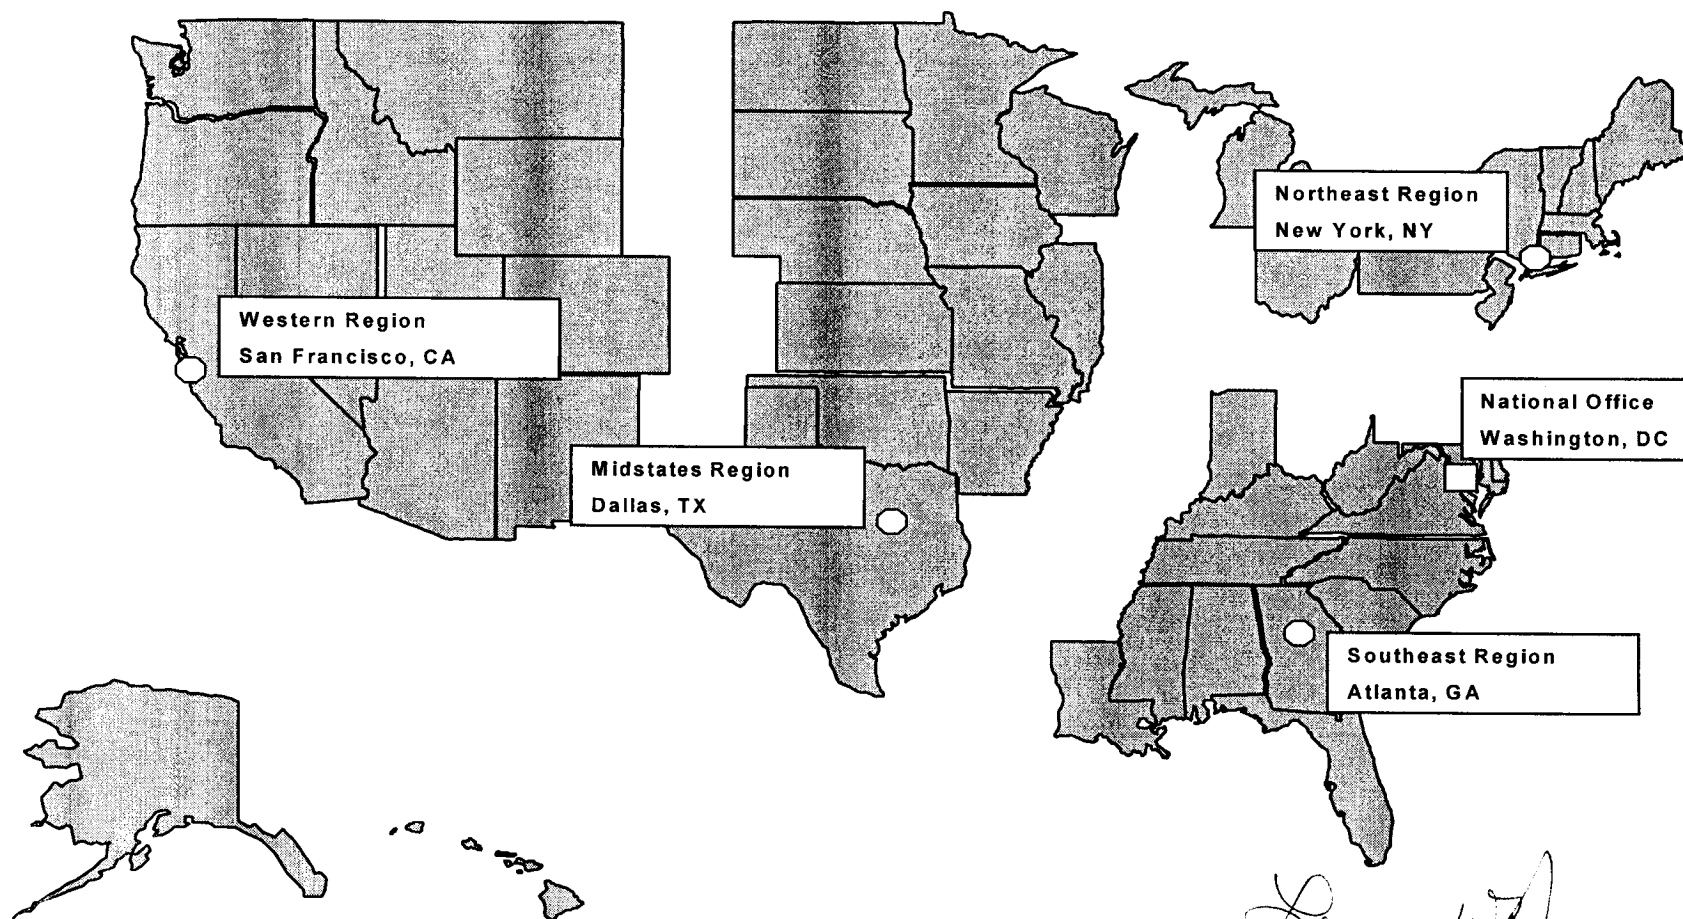 Northeast Region
New York, NY
Western Region
San Francisco, CA
National Office
Washington, DC
Midstates Region
Dallas, TX
Southeast Region
Atlanta, GA